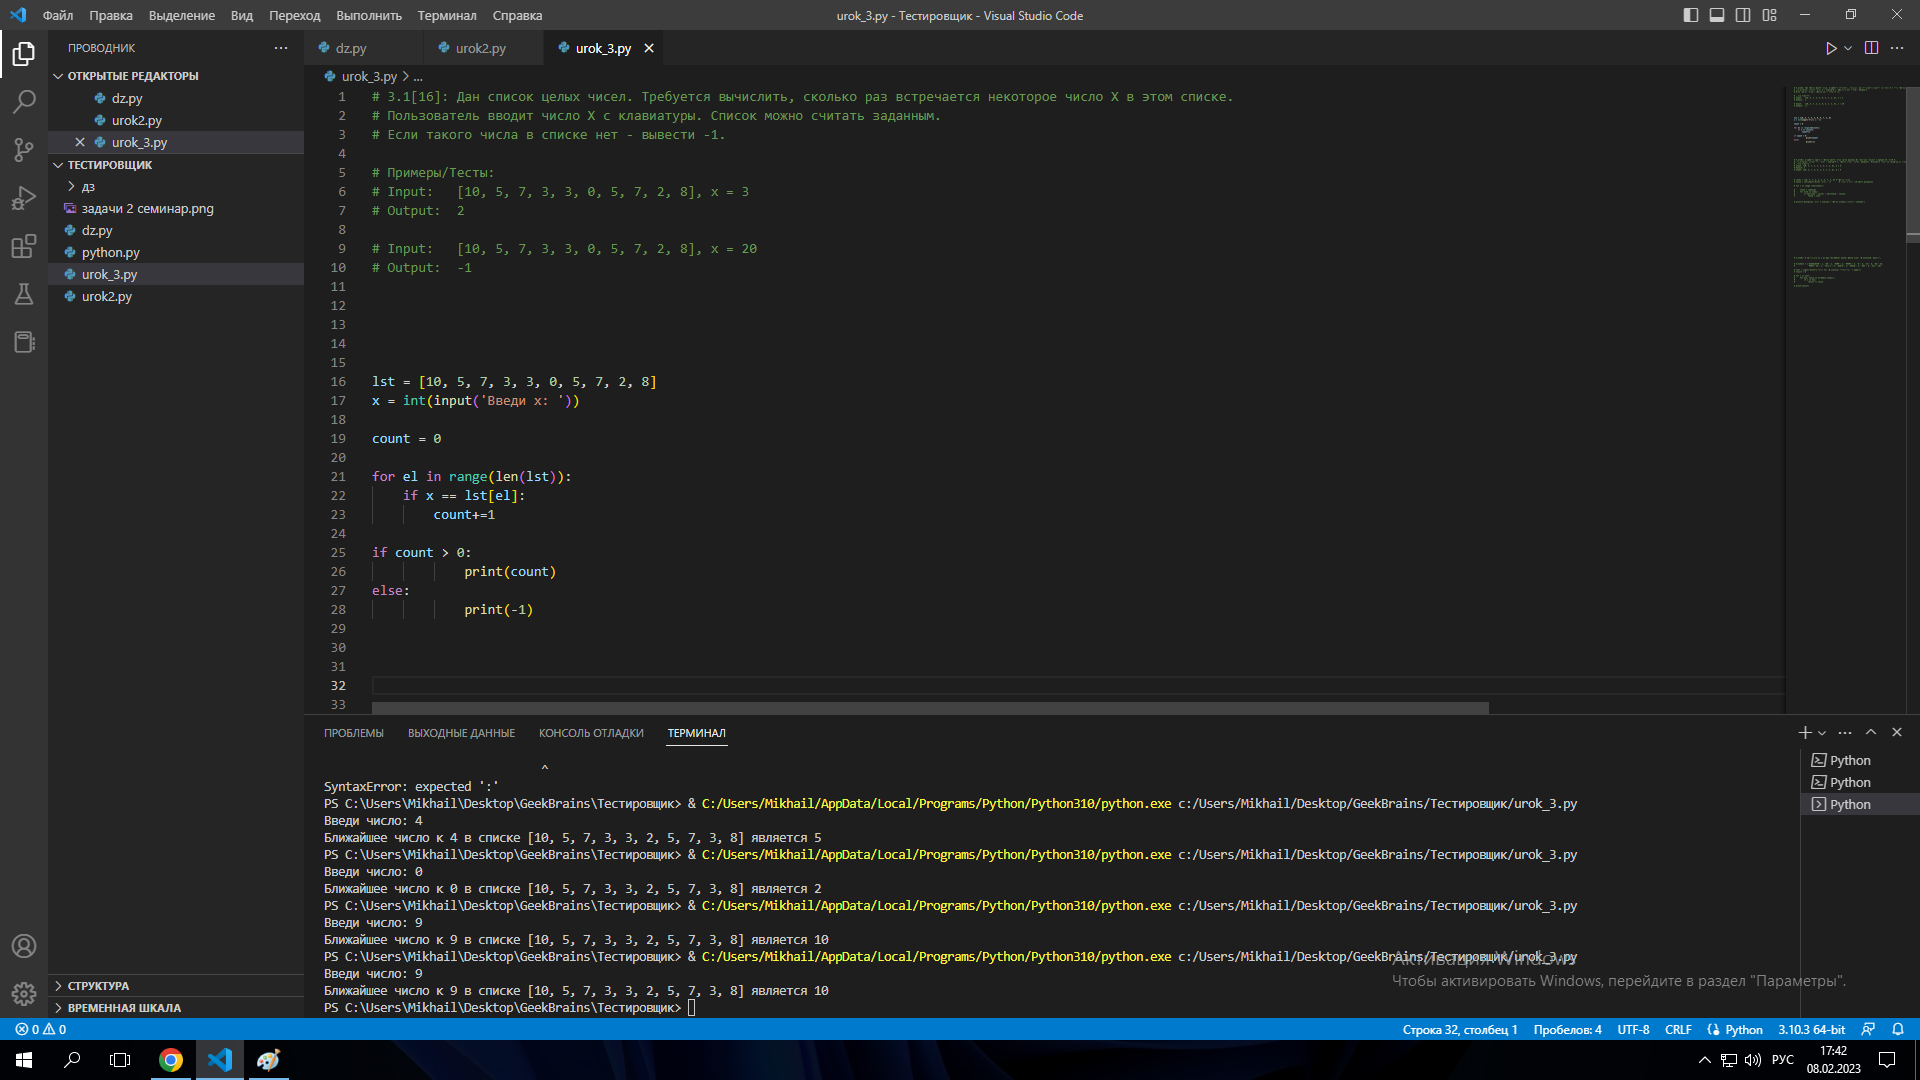 Файл Правка Выделение Вид Переход Выполнить Терминал Справка
urok_3.py - Тестировщик - Visual Studio Code
ПРОВОДНИК
ОТКРЫТЫЕ РЕДАКТОРЫ
dz.py
urok2.py
urok_3.py
ТЕСТИРОВЩИК
дз
задачи 2 семинар.png
dz.py
python.py
urok_3.py
urok2.py
СТРУКТУРА
ВРЕМЕННАЯ ШКАЛА
dz.py urok2.py urok_3.py
urok_3.py > ...
1 # 3.1[16]: Дан список целых чисел. Требуется вычислить, сколько раз встречается некоторое число X в этом списке.
2 # Пользователь вводит число X с клавиатуры. Список можно считать заданным.
3 # Если такого числа в списке нет - вывести -1.
4
5 # Примеры/Тесты:
6 # Input:   [10, 5, 7, 3, 3, 0, 5, 7, 2, 8], x = 3
7 # Output:  2
8
9 # Input:   [10, 5, 7, 3, 3, 0, 5, 7, 2, 8], x = 20
10 # Output:  -1
11
12
13
14
15
16 lst = [10, 5, 7, 3, 3, 0, 5, 7, 2, 8]
17 x = int(input('Введи x: '))
18
19 count = 0
20
21 for el in range(len(lst)):
22     if x == lst[el]:
23         count+=1
24
25 if count > 0:
26             print(count)
27 else:
28             print(-1)
29
30
31
32
33
ПРОБЛЕМЫ ВЫХОДНЫЕ ДАННЫЕ КОНСОЛЬ ОТЛАДКИ ТЕРМИНАЛ
^
SyntaxError: expected ':'
PS C:\Users\Mikhail\Desktop\GeekBrains\Тестировщик> & C:/Users/Mikhail/AppData/Local/Programs/Python/Python310/python.exe c:/Users/Mikhail/Desktop/GeekBrains/Тестировщик/urok_3.py
Введи число: 4
Ближайшее число к 4 в списке [10, 5, 7, 3, 3, 2, 5, 7, 3, 8] является 5
PS C:\Users\Mikhail\Desktop\GeekBrains\Тестировщик> & C:/Users/Mikhail/AppData/Local/Programs/Python/Python310/python.exe c:/Users/Mikhail/Desktop/GeekBrains/Тестировщик/urok_3.py
Введи число: 0
Ближайшее число к 0 в списке [10, 5, 7, 3, 3, 2, 5, 7, 3, 8] является 2
PS C:\Users\Mikhail\Desktop\GeekBrains\Тестировщик> & C:/Users/Mikhail/AppData/Local/Programs/Python/Python310/python.exe c:/Users/Mikhail/Desktop/GeekBrains/Тестировщик/urok_3.py
Введи число: 9
Ближайшее число к 9 в списке [10, 5, 7, 3, 3, 2, 5, 7, 3, 8] является 10
PS C:\Users\Mikhail\Desktop\GeekBrains\Тестировщик> & C:/Users/Mikhail/AppData/Local/Programs/Python/Python310/python.exe c:/Users/Mikhail/Desktop/GeekBrains/Тестировщик/urok_3.py
Введи число: 9
Ближайшее число к 9 в списке [10, 5, 7, 3, 3, 2, 5, 7, 3, 8] является 10
PS C:\Users\Mikhail\Desktop\GeekBrains\Тестировщик>
Python
Python
Python
Активация Windows
Чтобы активировать Windows, перейдите в раздел "Параметры".
0 0
Строка 32, столбец 1 Пробелов: 4 UTF-8 CRLF Python 3.10.3 64-bit
РУС
17:42
08.02.2023